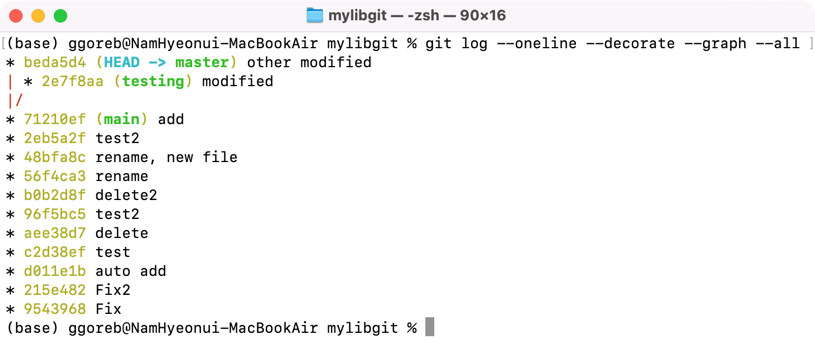 mylibgit — -zsh — 90×16
(base) ggoreb@NamHyeonui-MacBookAir mylibgit % git log --oneline --decorate --graph --all
* beda5d4 (HEAD -> master) other modified
| * 2e7f8aa (testing) modified
|/
* 71210ef (main) add
* 2eb5a2f test2
* 48bfa8c rename, new file
* 56f4ca3 rename
* b0b2d8f delete2
* 96f5bc5 test2
* aee38d7 delete
* c2d38ef test
* d011e1b auto add
* 215e482 Fix2
* 9543968 Fix
(base) ggoreb@NamHyeonui-MacBookAir mylibgit %